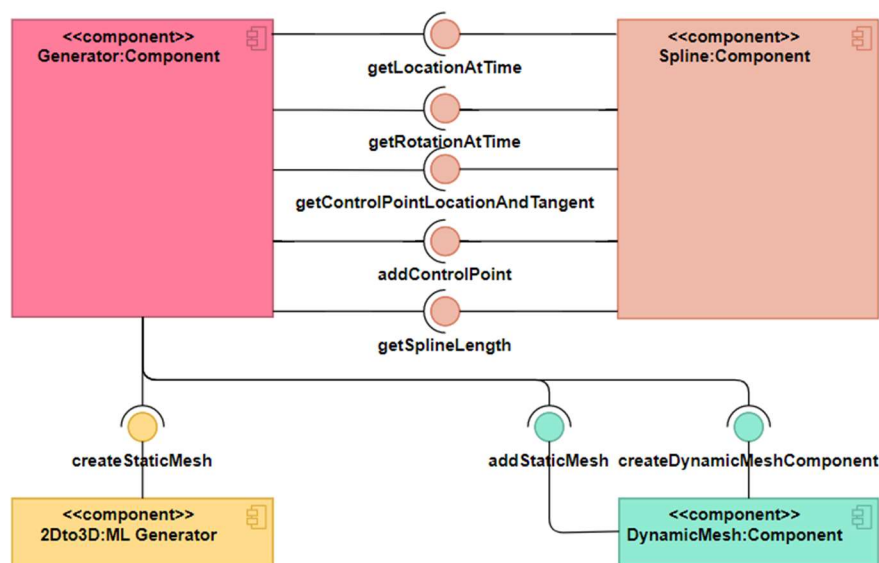 <<component>>
Generator:Component
<<component>>
Spline:Component
getLocationAtTime
getRotationAtTime
getControlPointLocationAndTangent
addControlPoint
getSplineLength
createStaticMesh
addStaticMesh
createDynamicMeshComponent
<<component>>
2Dto3D:ML Generator
<<component>>
DynamicMesh:Component